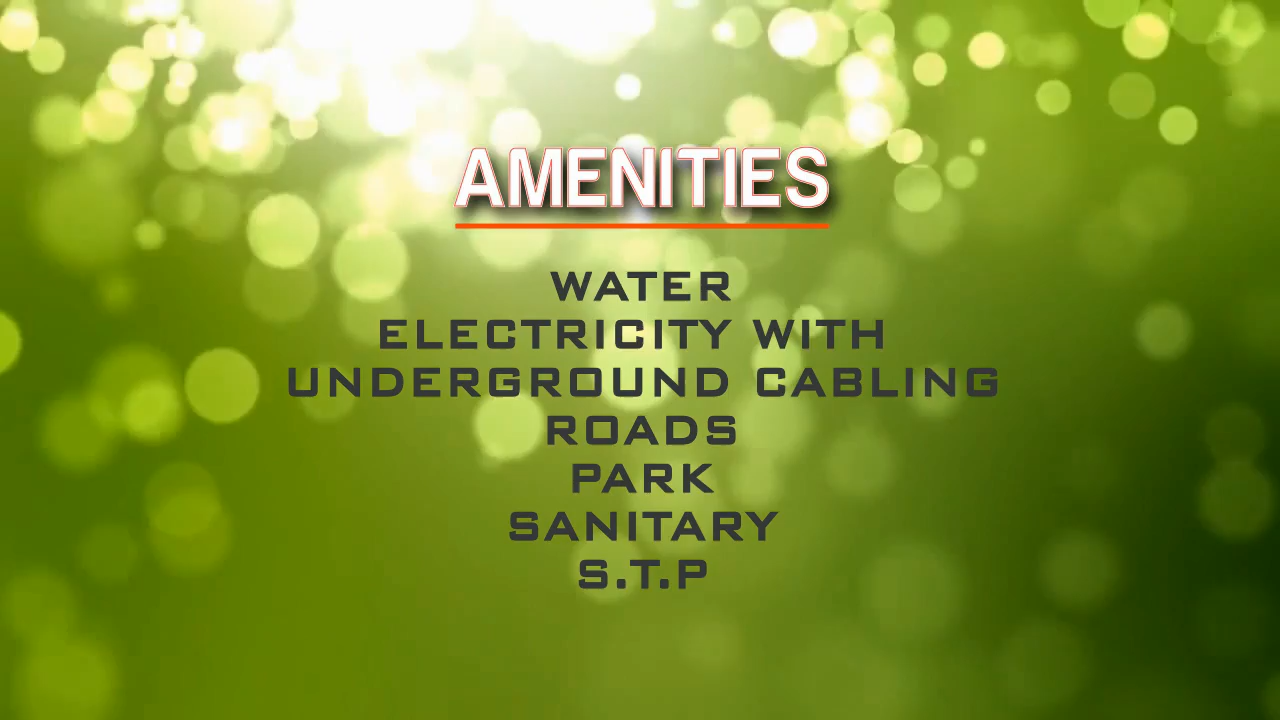 AMENITIES
WATER
ELECTRICITY WITH
UNDERGROUND CABLING
ROADS
PARK
SANITARY
S.T.P